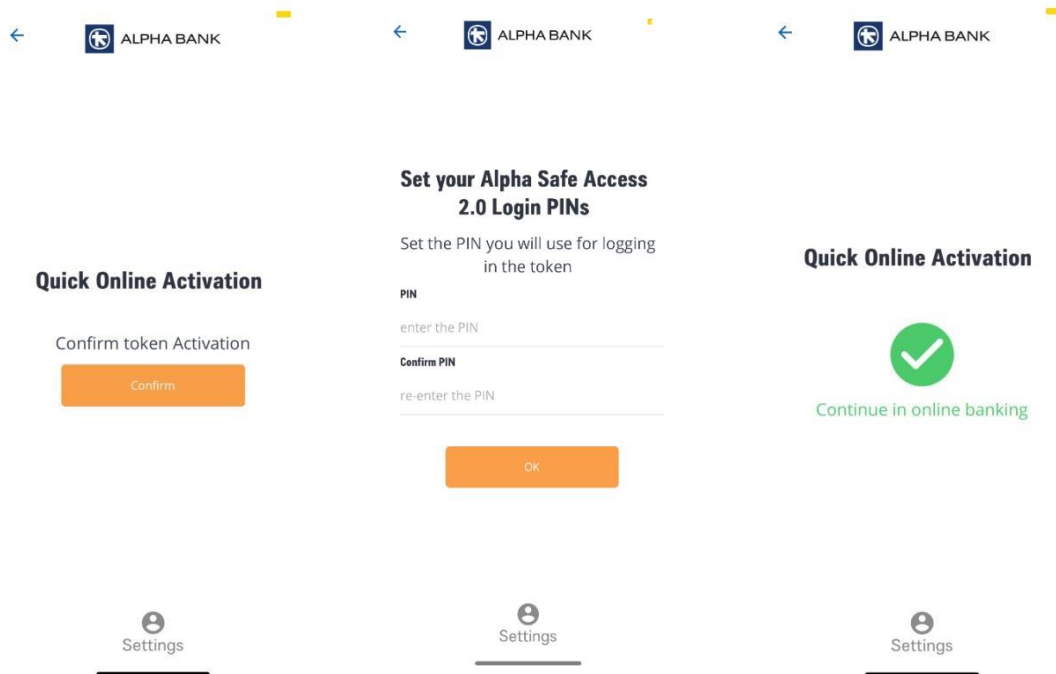 ALPHA BANK
Quick Online Activation
Confirm token Activation
Confirm
Settings
ALPHA BANK
Set your Alpha Safe Access
2.0 Login PINs
Set the PIN you will use for logging
in the token
PIN
enter the PIN
Confirm PIN
re-enter the PIN
OK
Settings
ALPHA BANK
Quick Online Activation
Continue in online banking
Settings